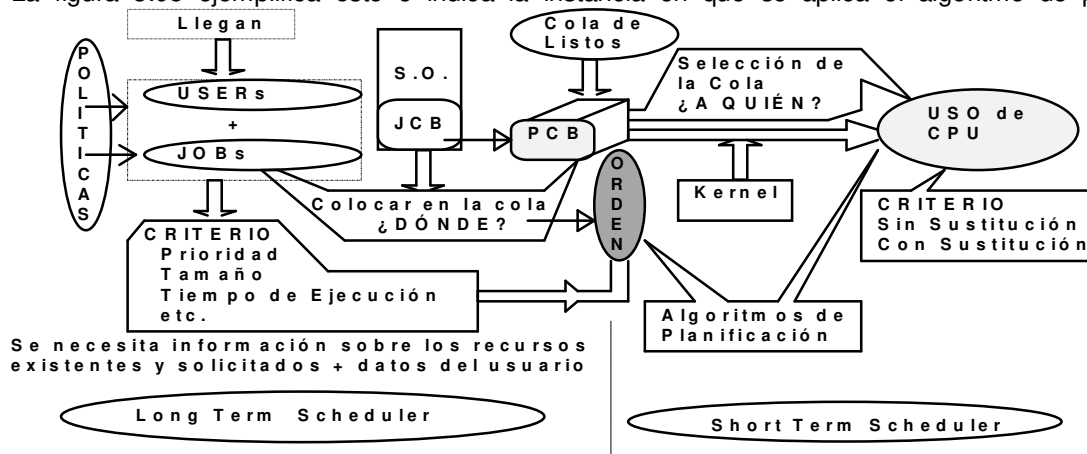 La figura 3.03 ejemplifica esto e indica la instancia en que se aplica el algoritmo de
Llegan
POLITICAS
USERs
+
JOBs
S.O.
JCB
Cola de
Listos
PCB
Selección de
la Cola
¿A QUIÉN?
USO de
CPU
Kernel
Colocar en la cola
¿DÓNDE?
ORDEN
CRITERIO
Prioridad
Tamaño
Tiempo de Ejecución
etc.
CRITERIO
Sin Sustitución
Con Sustitución
Algoritmos de
Planificación
Se necesita información sobre los recursos
existentes y solicitados + datos del usuario
Long Term Scheduler
Short Term Scheduler